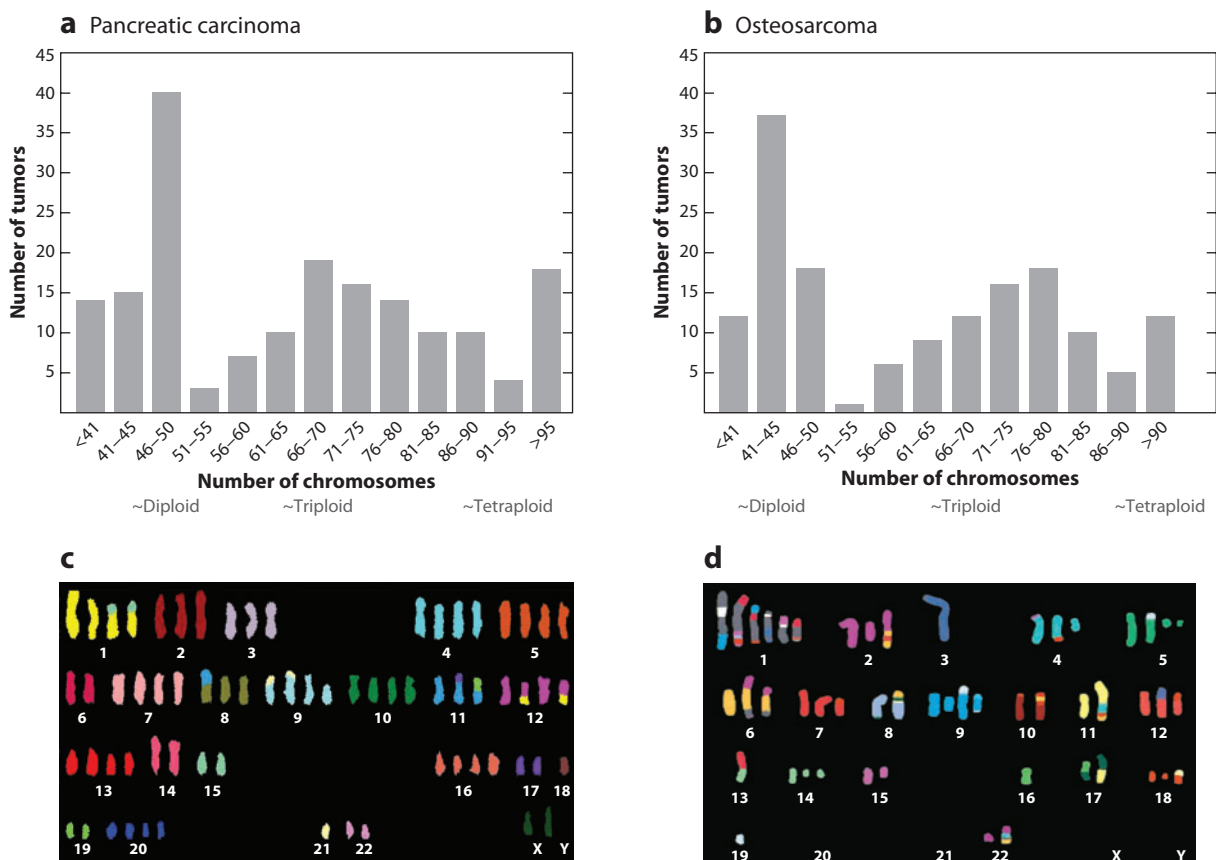 a Pancreatic carcinoma
Number of tumors
45
40
35
30
25
20
15
10
5
<41
41–45
46–50
51–55
56–60
61–65
66–70
71–75
76–80
81–85
86–90
91–95
>95
Number of chromosomes
~Diploid ~Triploid ~Tetraploid
b Osteosarcoma
Number of tumors
45
40
35
30
25
20
15
10
5
<41
41–45
46–50
51–55
56–60
61–65
66–70
71–75
76–80
81–85
86–90
>90
Number of chromosomes
~Diploid ~Triploid ~Tetraploid
c
1 2 3 4 5
6 7 8 9 10 11 12
13 14 15 16 17 18
19 20 21 22 X Y
d
1 2 3 4 5
6 7 8 9 10 11 12
13 14 15 16 17 18
19 20 21 22 X Y